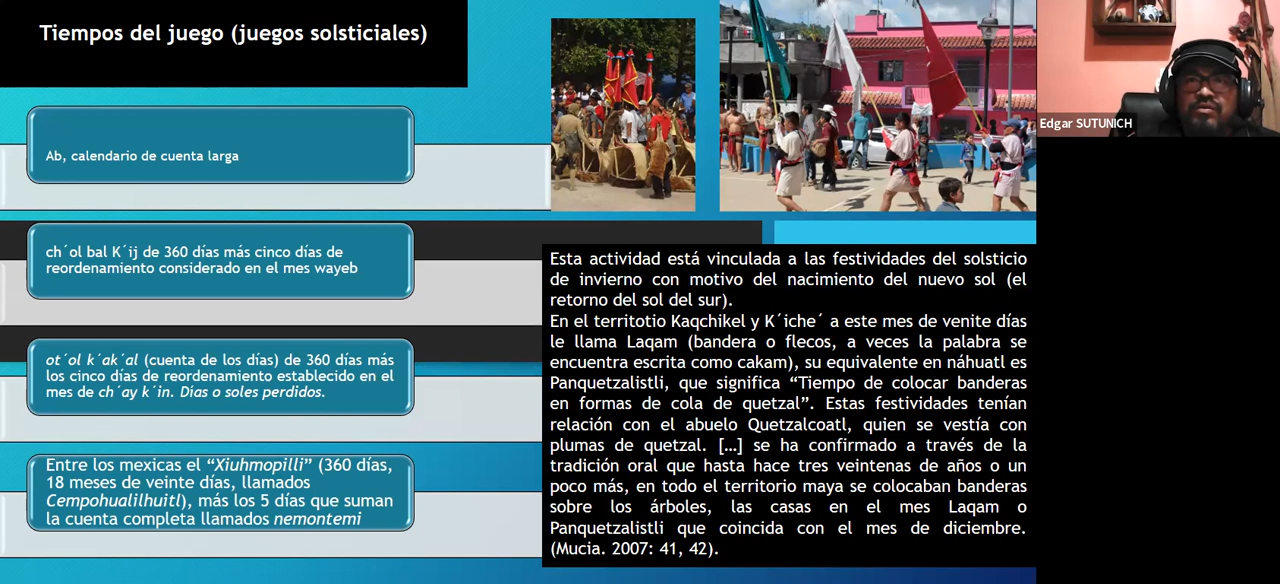 Tiempos del juego (juegos solsticiales)
Ab, calendario de cuenta larga
ch´ol bal K´ij de 360 días más cinco días de
reordenamiento considerado en el mes wayeb
ot´ol k´ak´al (cuenta de los días) de 360 días más
los cinco días de reordenamiento establecido en el
mes de ch´ay k´in. Días o soles perdidos.
Entre los mexicas el “Xiuhmopilli” (360 días,
18 meses de veinte días, llamados
Cempohualilhuitl), más los 5 días que suman
la cuenta completa llamados nemontemi
Esta actividad está vinculada a las festividades del solsticio
de invierno con motivo del nacimiento del nuevo sol (el
retorno del sol del sur).
En el territotio Kaqchikel y K´iche´ a este mes de venite días
le llama Laqam (bandera o flecos, a veces la palabra se
encuentra escrita como cakam), su equivalente en náhuatl es
Panquetzalistli, que significa “Tiempo de colocar banderas
en formas de cola de quetzal”. Estas festividades tenían
relación con el abuelo Quetzalcoatl, quien se vestía con
plumas de quetzal. […] se ha confirmado a través de la
tradición oral que hasta hace tres veintenas de años o un
poco más, en todo el territorio maya se colocaban banderas
sobre los árboles, las casas en el mes Laqam o
Panquetzalistli que coincida con el mes de diciembre.
(Mucia. 2007: 41, 42).
Edgar SUTUNICH